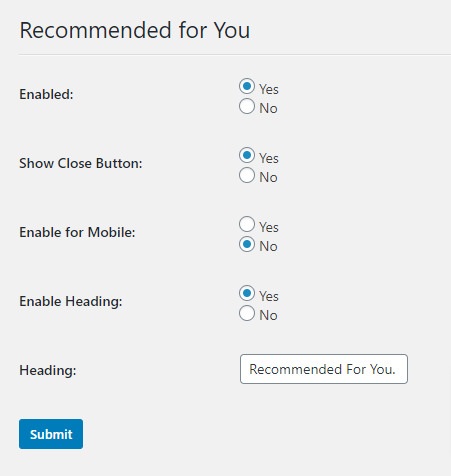 Recommended for You
Enabled:
Yes
No
Show Close Button:
Yes
No
Enable for Mobile:
Yes
No
Enable Heading:
Yes
No
Heading:
Recommended For You.
Submit